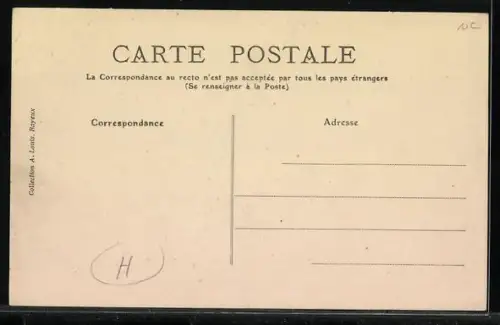 CARTE POSTALE
La Correspondance au recto n'est pas acceptée par tous les pays étrangers
(Se renseigner à la Poste)
Correspondance
Adresse
Collection A. Louis. Bayeux
H